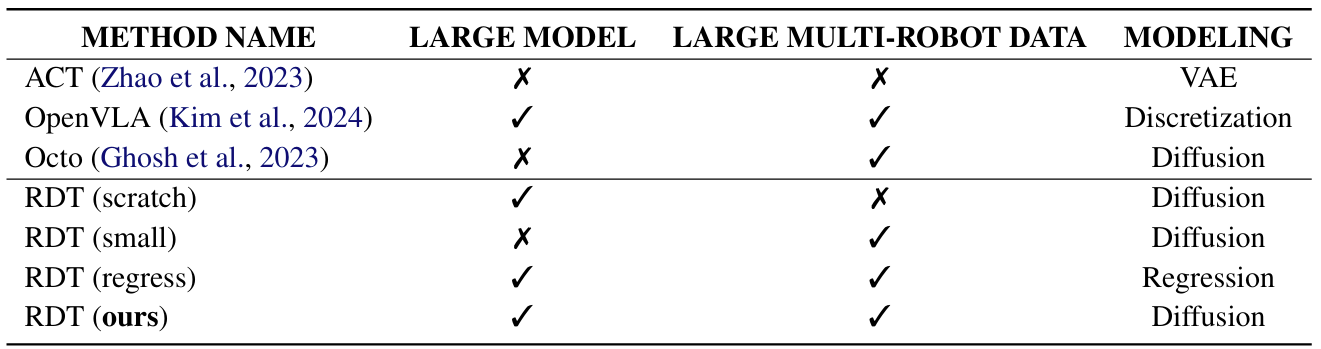 METHOD NAME LARGE MODEL LARGE MULTI-ROBOT DATA MODELING
ACT (Zhao et al., 2023) ✗ ✗ VAE
OpenVLA (Kim et al., 2024) ✓ ✓ Discretization
Octo (Ghosh et al., 2023) ✗ ✓ Diffusion
RDT (scratch) ✓ ✗ Diffusion
RDT (small) ✗ ✓ Diffusion
RDT (regress) ✓ ✓ Regression
RDT (ours) ✓ ✓ Diffusion